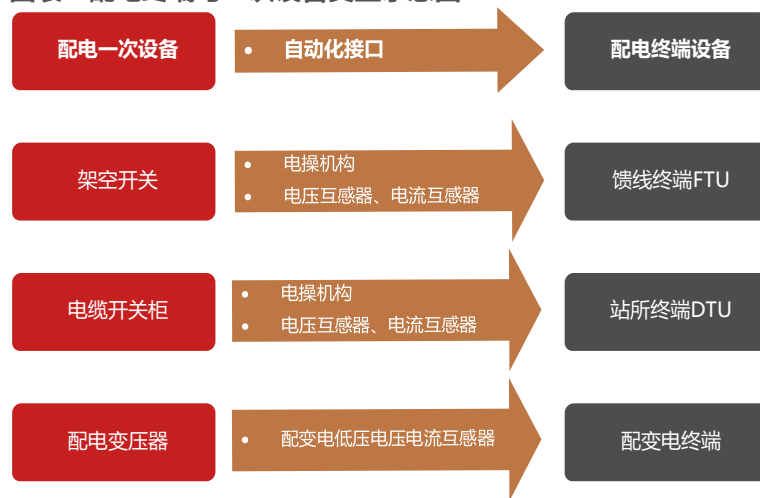 配电一次设备
• 自动化接口
配电终端设备
架空开关
• 电操机构
• 电压互感器、电流互感器
馈线终端FTU
电缆开关柜
• 电操机构
• 电压互感器、电流互感器
站所终端DTU
配电变压器
• 配变电低压电压电流互感器
配变电终端